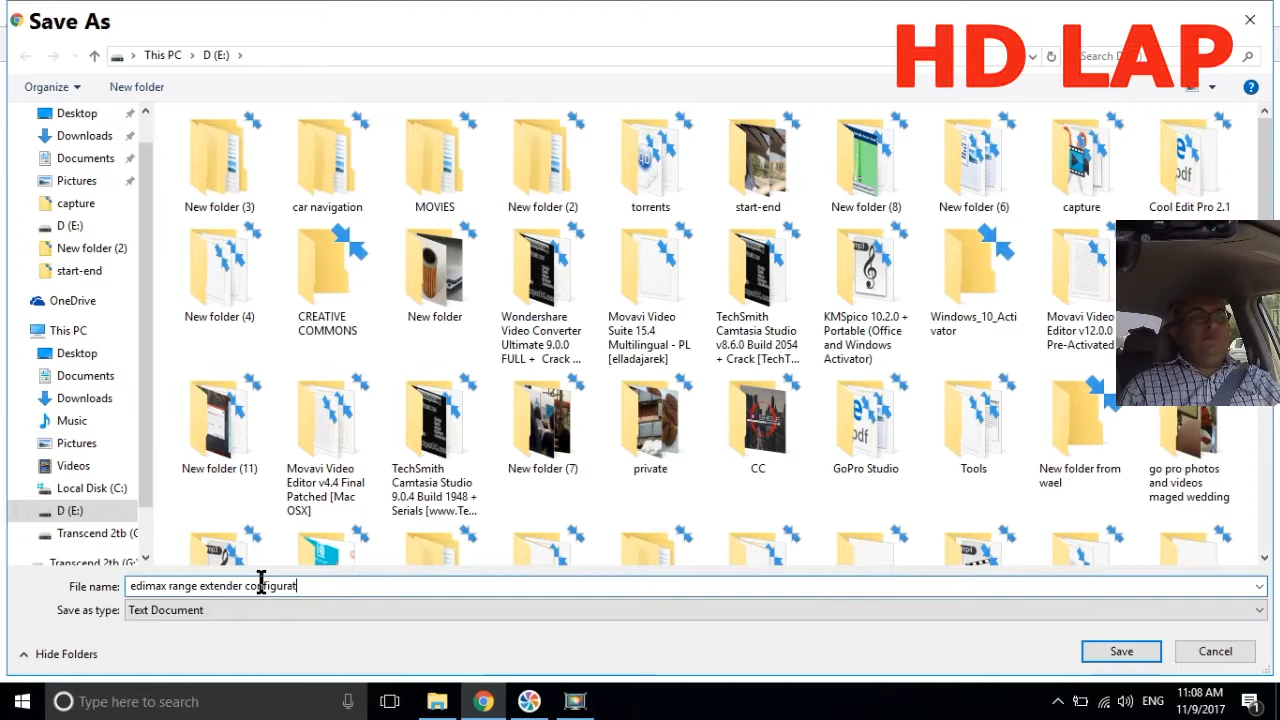 Save As
HD LAP
This PC
D (E:)
Search D
Organize
New folder
Desktop
Downloads
Documents
Pictures
capture
D (E:)
New folder (2)
start-end
OneDrive
This PC
Desktop
Documents
Downloads
Music
Pictures
Videos
Local Disk (C:)
D (E:)
Transcend 2tb (G
Transcend 2tb (G:
New folder (3)
car navigation
MOVIES
New folder (2)
torrents
start-end
New folder (8)
New folder (6)
capture
Cool Edit Pro 2.1
New folder (4)
CREATIVE
COMMONS
New folder
Wondershare
Video Converter
Ultimate 9.0.0
FULL + Crack ...
Movavi Video
Suite 15.4
Multilingual - PL
[elladajarek]
TechSmith
Camtasia Studio
v8.6.0 Build 2054
+ Crack [TechT...
KMSpico 10.2.0 +
Portable (Office
and Windows
Activator)
Windows_10_Acti
vator
Movavi Video
Editor v12.0.0
Pre-Activated
New folder (11)
Movavi Video
Editor v4.4 Final
Patched [Mac
OSX]
TechSmith
Camtasia Studio
9.0.4 Build 1948 +
Serials [www.Te...
New folder (7)
private
CC
GoPro Studio
Tools
New folder from
wael
go pro photos
and videos
maged wedding
File name:
edimax range extender configurat
Save as type:
Text Document
Hide Folders
Save
Cancel
Type here to search
ENG
11:08 AM
11/9/2017